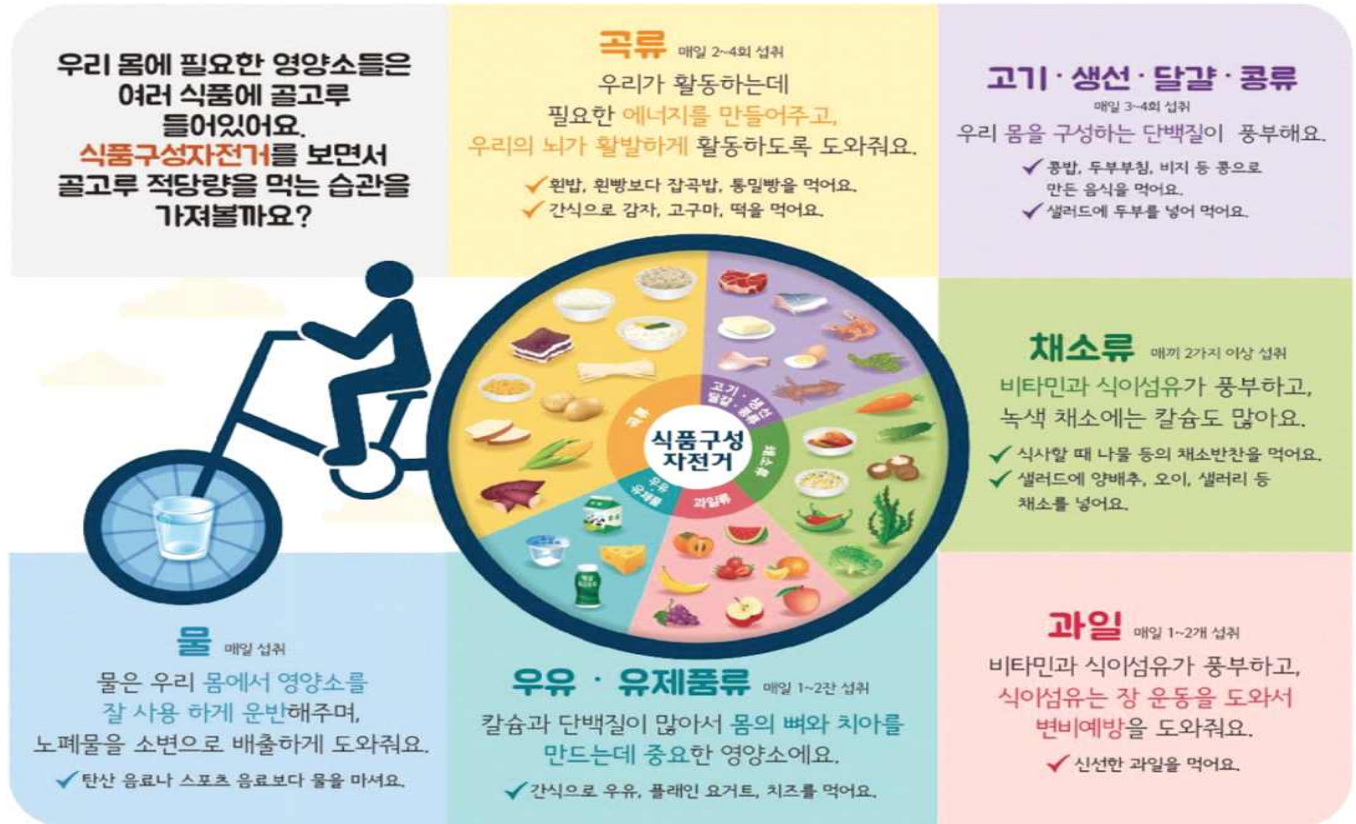 우리 몸에 필요한 영양소들은
여러 식품에 골고루
들어있어요.
식품구성자전거를 보면서
골고루 적당량을 먹는 습관을
가져볼까요?
곡류 매일 2~4회 섭취
우리가 활동하는데
필요한 에너지를 만들어주고,
우리의 뇌가 활발하게 활동하도록 도와줘요.
✓흰밥, 흰빵보다 잡곡밥, 통밀빵을 먹어요.
✓간식으로 감자, 고구마, 떡을 먹어요.
고기·생선·달걀·콩류
매일 3~4회 섭취
우리 몸을 구성하는 단백질이 풍부해요.
✓콩밥, 두부부침, 비지 등 콩으로
만든 음식을 먹어요.
✓샐러드에 두부를 넣어 먹어요.
채소류 매끼 2가지 이상 섭취
비타민과 식이섬유가 풍부하고,
녹색 채소에는 칼슘도 많아요.
✓식사할 때 나물 등의 채소반찬을 먹어요.
✓샐러드에 양배추, 오이, 샐러리 등
채소를 넣어요.
곡류
고기·생선
달걀·콩류
채소류
과일류
우유·
유제품
식품구성
자전거
물 매일 섭취
물은 우리 몸에서 영양소를
잘 사용 하게 운반해주며,
노폐물을 소변으로 배출하게 도와줘요.
✓탄산 음료나 스포츠 음료보다 물을 마셔요.
우유·유제품류 매일 1~2잔 섭취
칼슘과 단백질이 많아서 몸의 뼈와 치아를
만드는데 중요한 영양소에요.
✓간식으로 우유, 플래인 요거트, 치즈를 먹어요.
과일 매일 1~2개 섭취
비타민과 식이섬유가 풍부하고,
식이섬유는 장 운동을 도와서
변비예방을 도와줘요.
✓신선한 과일을 먹어요.